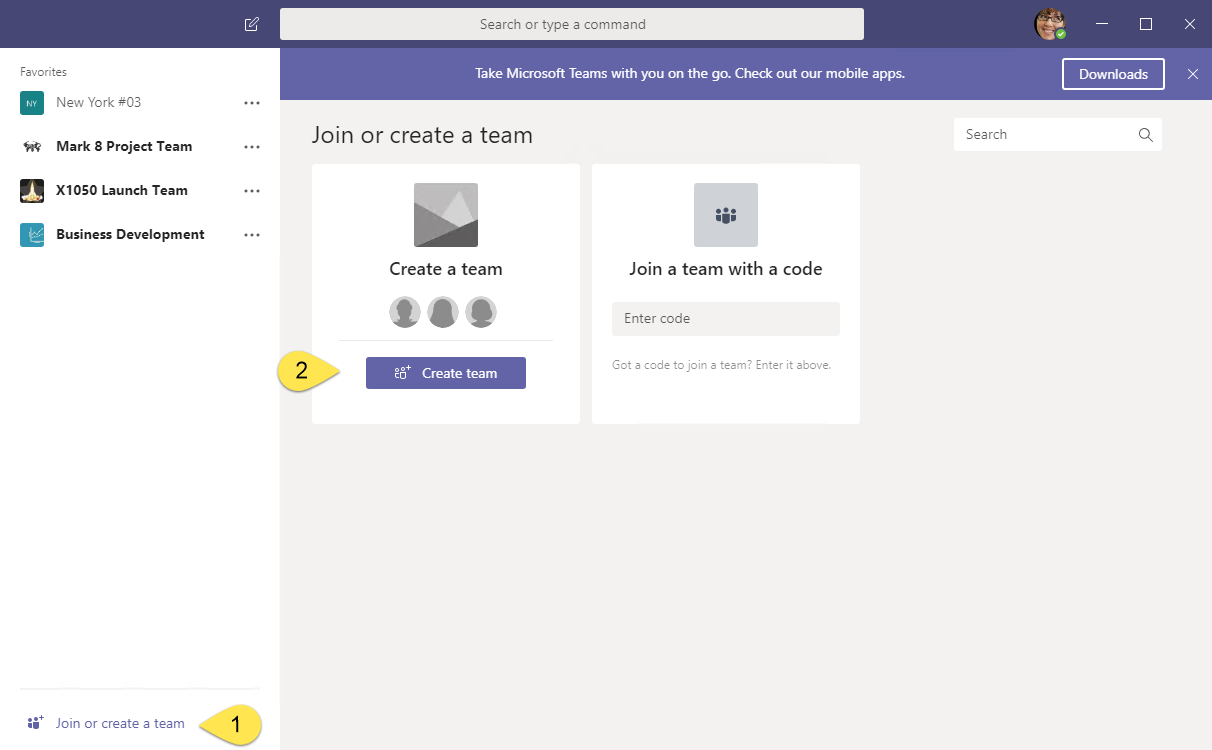 Search or type a command
Favorites
NY New York #03
Mark 8 Project Team
X1050 Launch Team
Business Development
Join or create a team
1
Take Microsoft Teams with you on the go. Check out our mobile apps.
Downloads
Join or create a team
Search
Create a team
2
Create team
Join a team with a code
Enter code
Got a code to join a team? Enter it above.